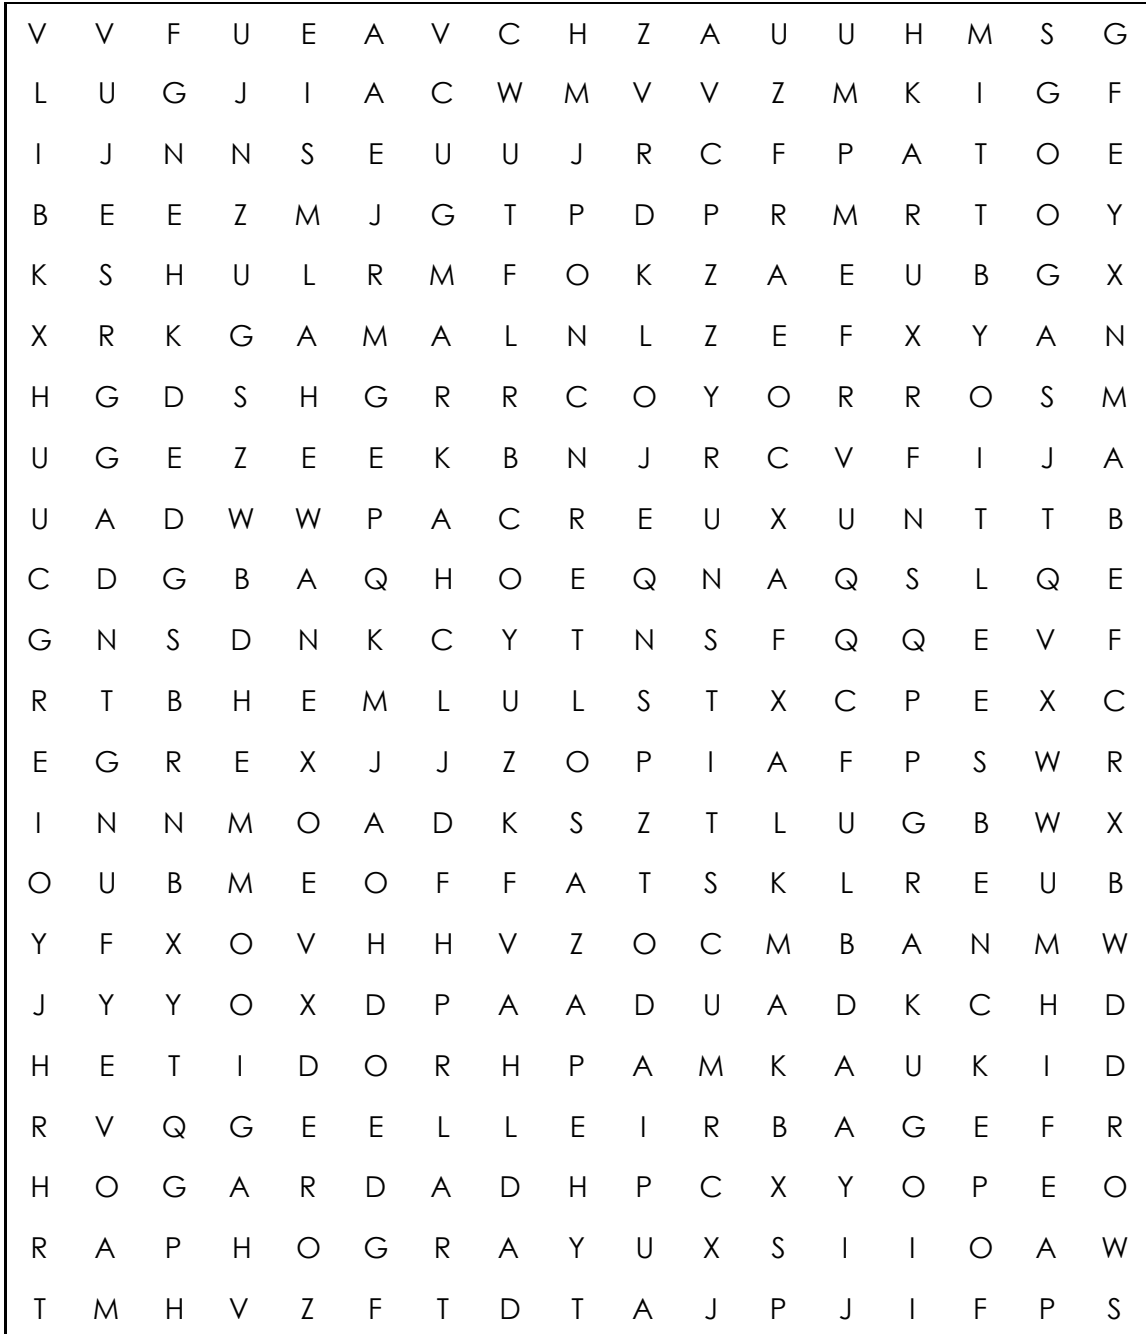 V V F U E A V C H Z A U U H M S G
L U G J I A C W M V V Z M K I G F
I J N N S E U U J R C F P A T O E
B E E Z M J G T P D P R M R T O Y
K S H U L R M F O K Z A E U B G X
X R K G A M A L N L Z E F X Y A N
H G D S H G R R C O Y O R R O S M
U G E Z E E K B N J R C V F I J A
U A D W W P A C R E U X U N T T B
C D G B A Q H O E Q N A Q S L Q E
G N S D N K C Y T N S F Q Q E V F
R T B H E M L U L S T X C P E X C
E G R E X J J Z O P I A F P S W R
I N N M O A D K S Z T L U G B W X
O U B M E O F F A T S K L R E U B
Y F X O V H H V Z O C M B A N M W
J Y Y O X D P A A D U A D K C H D
H E T I D O R H P A M K A U K I D
R V Q G E E L L E I R B A G E F R
H O G A R D A D H P C X Y O P E O
R A P H O G R A Y U X S I I O A W
T M H V Z F T D T A J P J I F P S